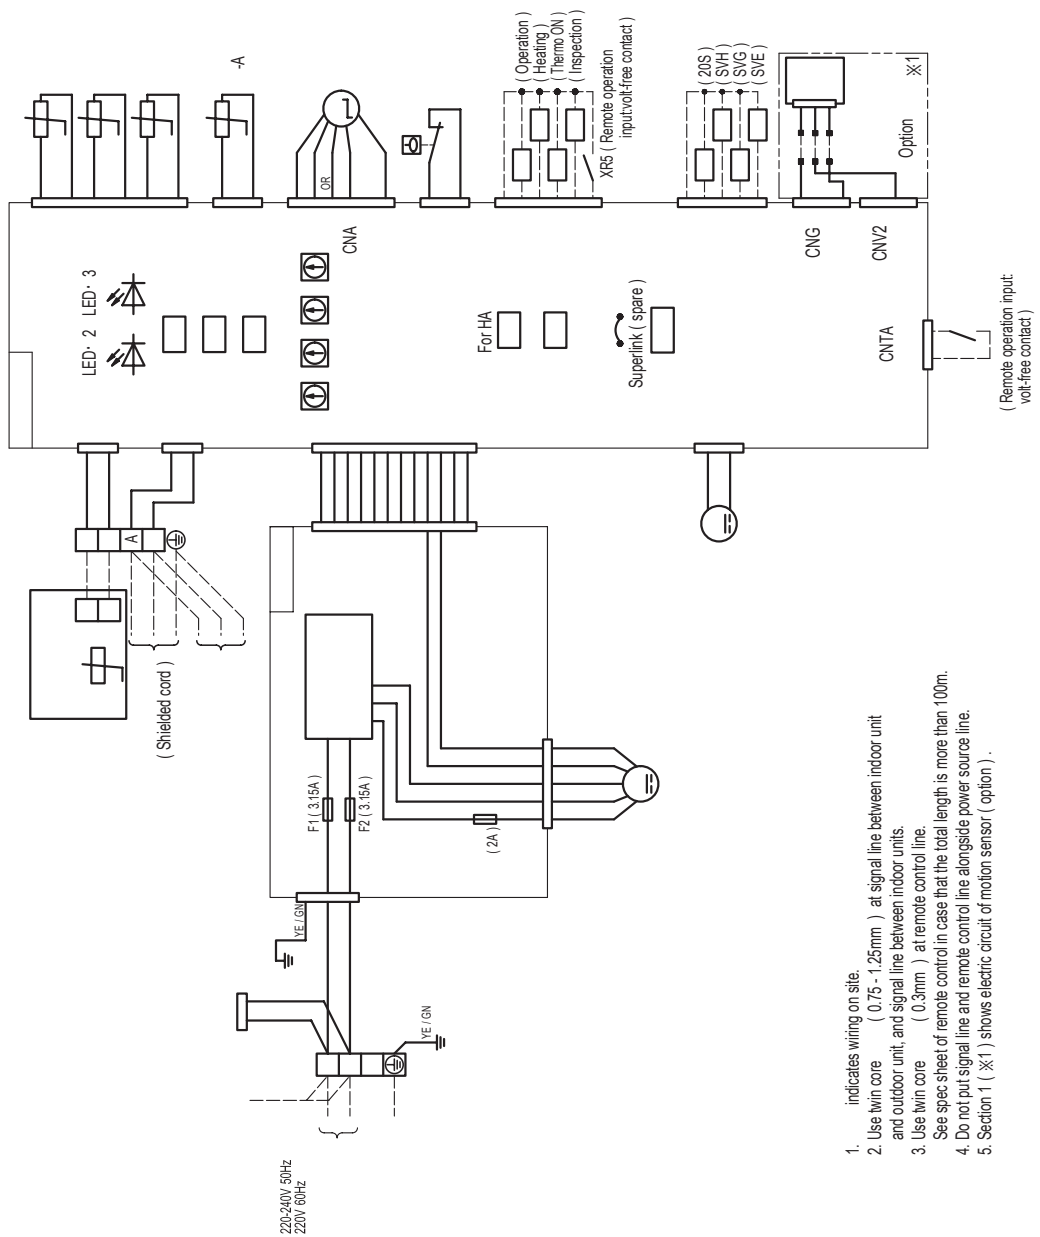 -A
OR
CNA
LED· 2
LED· 3
( Operation )
( Heating )
( Thermo ON )
( Inspection )
XR5 ( Remote operation
input:volt-free contact )
( 20S )
( SVH )
( SVG )
( SVE )
※1
Option
CNG
CNV2
For HA
Superlink ( spare )
CNTA
( Remote operation input:
volt-free contact )
A
( Shielded cord )
F1 ( 3.15A )
F2 ( 3.15A )
( 2A )
YE / GN
YE / GN
220-240V 50Hz
220V 60Hz
1. indicates wiring on site.
2. Use twin core ( 0.75 - 1.25mm ) at signal line between indoor unit
and outdoor unit, and signal line between indoor units.
3. Use twin core ( 0.3mm ) at remote control line.
See spec sheet of remote control in case that the total length is more than 100m.
4. Do not put signal line and remote control line alongside power source line.
5. Section 1 ( ※1 ) shows electric circuit of motion sensor ( option ) .